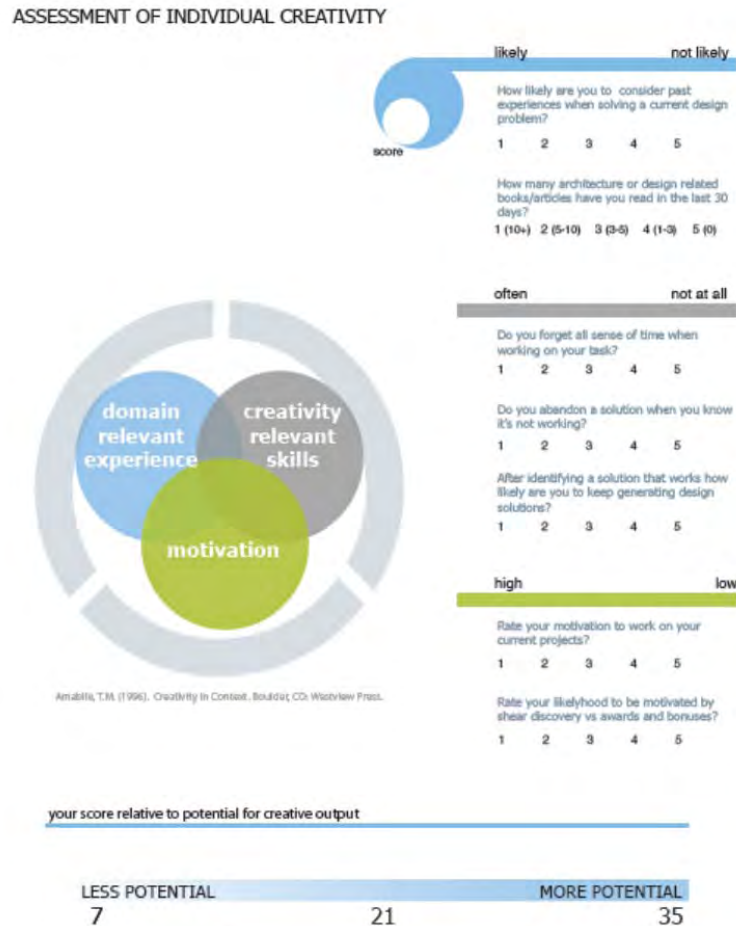 ASSESSMENT OF INDIVIDUAL CREATIVITY
likely not likely
How likely are you to consider past
experiences when solving a current design
problem?
1 2 3 4 5
score
How many architecture or design related
books/articles have you read in the last 30
days?
1 (10+) 2 (5-10) 3 (3-5) 4 (1-3) 5 (0)
often not at all
Do you forget all sense of time when
working on your task?
1 2 3 4 5
Do you abandon a solution when you know
it's not working?
1 2 3 4 5
After identifying a solution that works how
likely are you to keep generating design
solutions?
1 2 3 4 5
domain
relevant
experience
creativity
relevant
skills
motivation
high low
Rate your motivation to work on your
current projects?
1 2 3 4 5
Rate your likelyhood to be motivated by
shear discovery vs awards and bonuses?
1 2 3 4 5
Amabile, T.M. (1996). Creativity in Context. Boulder, CO: Westview Press.
your score relative to potential for creative output
LESS POTENTIAL MORE POTENTIAL
7 21 35